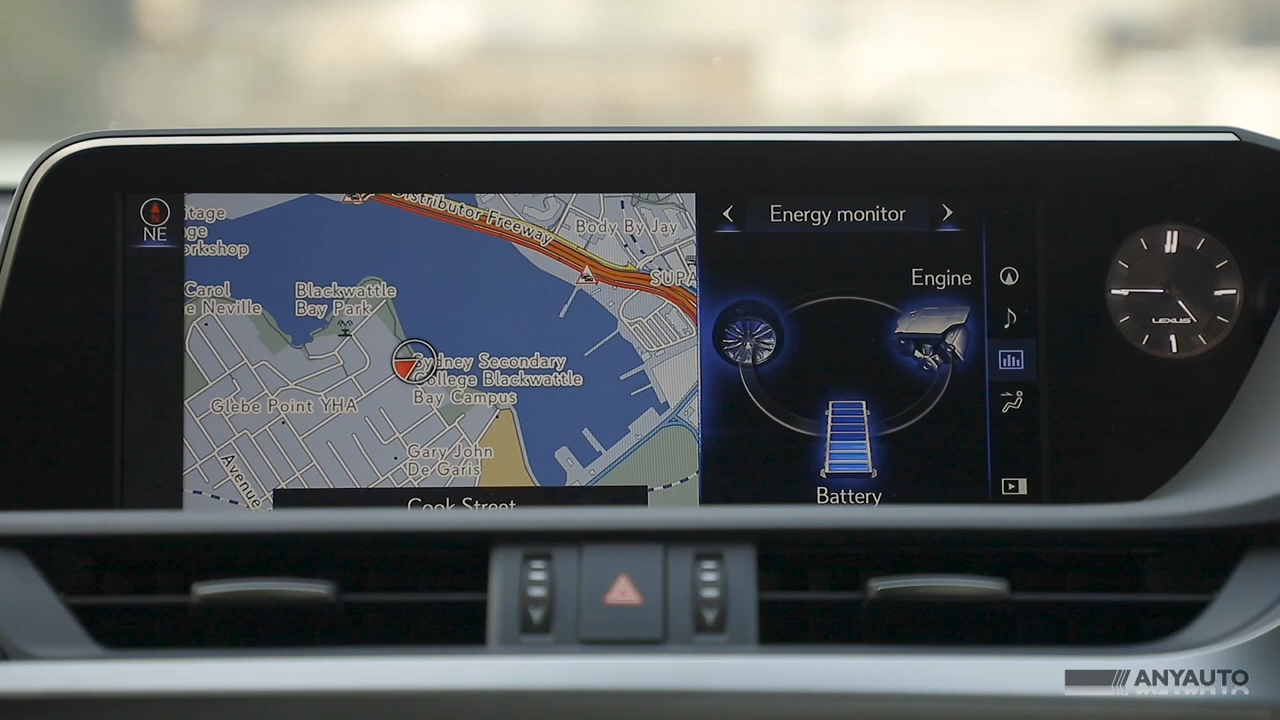 NE
itage
ge
orkshop
Carol
e Neville
Blackwattle
Bay Park
Distributor Freeway
Body By Jay
SUPA
Sydney Secondary
College Blackwattle
Bay Campus
Glebe Point YHA
Gary John
De Garis
Avenue
Cook Street
Energy monitor
Engine
Battery
LEXUS
ANYAUTO